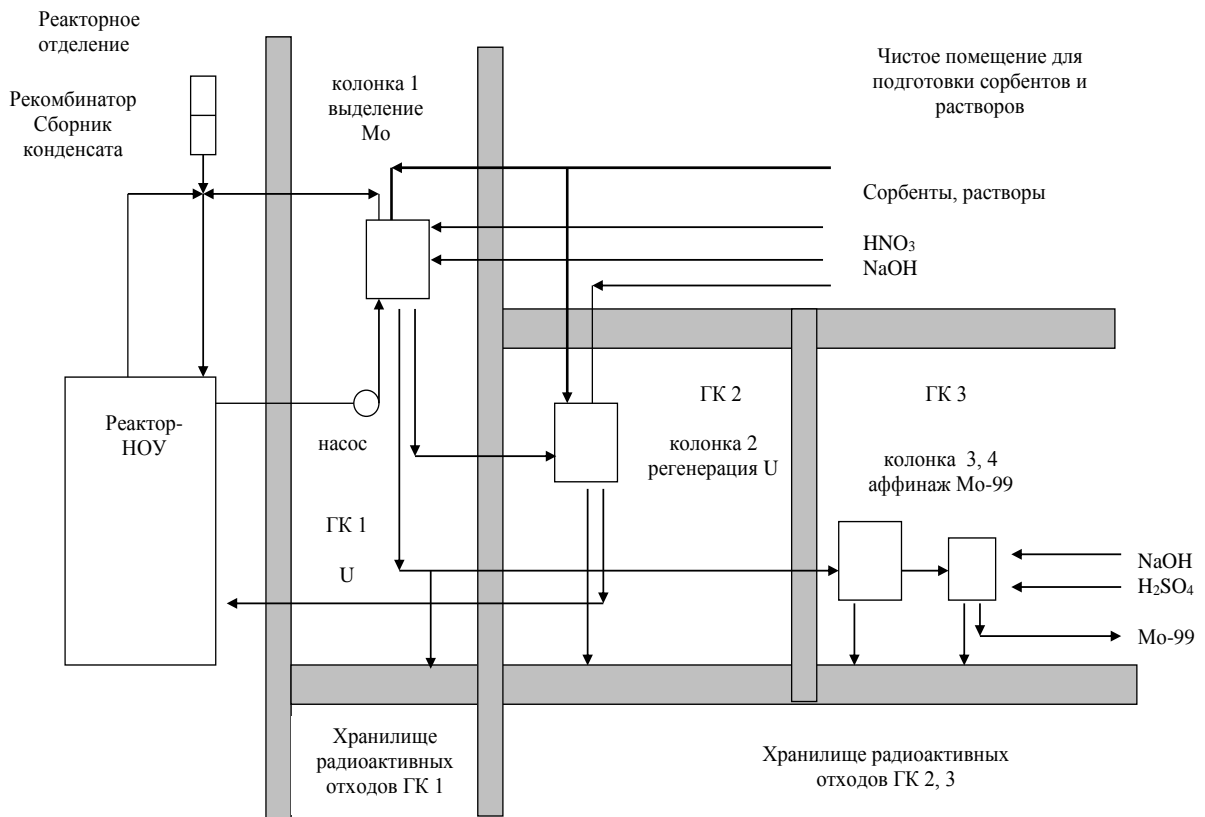 Реакторное
отделение
Рекомбинатор
Сборник
конденсата
колонка 1
выделение
Mo
Чистое помещение для
подготовки сорбентов и
растворов
Сорбенты, растворы
HNO₃
NaOH
Реактор-
НОУ
насос
ГК 1
U
ГК 2
колонка 2
регенерация U
ГК 3
колонка 3, 4
аффинаж Mo-99
NaOH
H₂SO₄
Mo-99
Хранилище
радиоактивных
отходов ГК 1
Хранилище радиоактивных
отходов ГК 2, 3